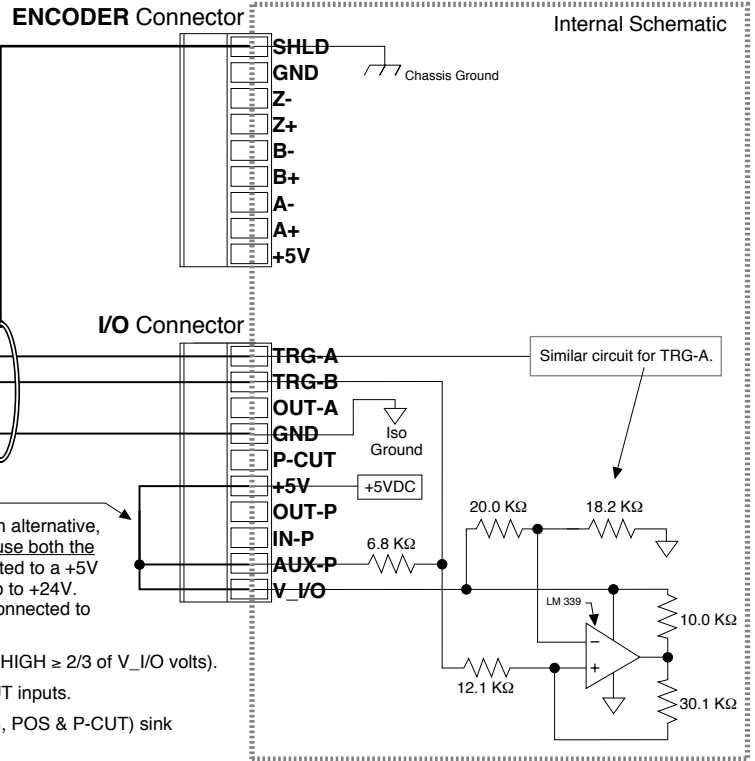 ENCODER Connector
Internal Schematic
SHLD
Chassis Ground
GND
Z-
Z+
B-
B+
A-
A+
+5V
I/O Connector
TRG-A
Similar circuit for TRG-A.
TRG-B
OUT-A
GND
Iso
Ground
P-CUT
+5V
+5VDC
OUT-P
IN-P
AUX-P
V_I/O
6.8 KΩ
20.0 KΩ
18.2 KΩ
LM 339
10.0 KΩ
−
+
12.1 KΩ
30.1 KΩ
alternative,
use both the
ted to a +5V
to +24V.
onnected to
HIGH ≥ 2/3 of V_I/O volts).
UT inputs.
, POS & P-CUT) sink